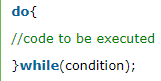 do{
//code to be executed
}while(condition);